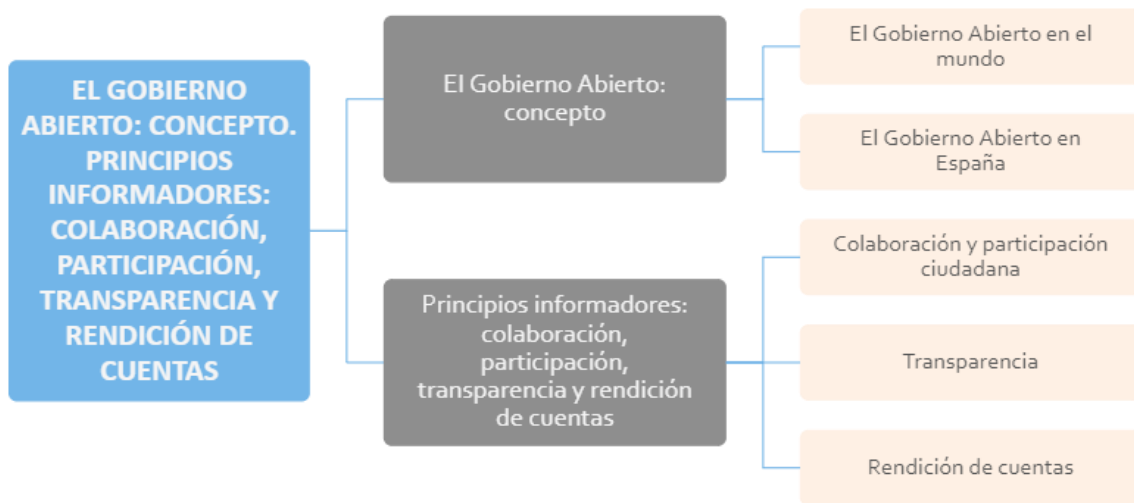 EL GOBIERNO
ABIERTO: CONCEPTO.
PRINCIPIOS
INFORMADORES:
COLABORACIÓN,
PARTICIPACIÓN,
TRANSPARENCIA Y
RENDICIÓN DE
CUENTAS
El Gobierno Abierto:
concepto
El Gobierno Abierto en el
mundo
El Gobierno Abierto en
España
Principios informadores:
colaboración,
participación,
transparencia y rendición
de cuentas
Colaboración y participación
ciudadana
Transparencia
Rendición de cuentas